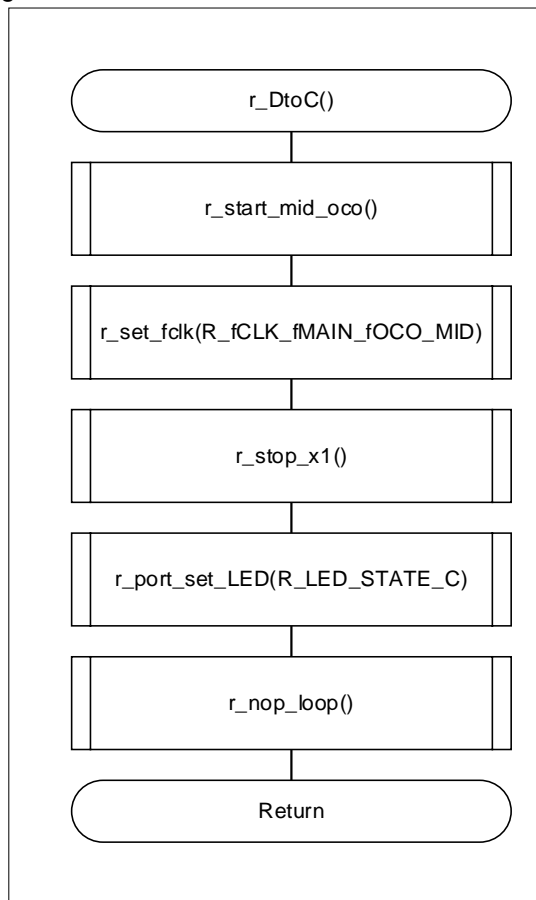 r_DtoC()
r_start_mid_oco()
r_set_fclk(R_fCLK_fMAIN_fOCO_MID)
r_stop_x1()
r_port_set_LED(R_LED_STATE_C)
r_nop_loop()
Return